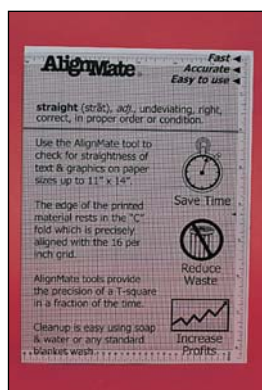 AlignMate®
Fast ◄
Accurate ◄
Easy to use ◄
straight (strāt), adj., undeviating, right,
correct, in proper order or condition.
Use the AlignMate tool to
check for straightness of
text & graphics on paper
sizes up to 11" x 14".
The edge of the printed
material rests in the "C"
fold which is precisely
aligned with the 16 per
inch grid.
AlignMate tools provide
the precision of a T-square
in a fraction of the time.
Cleanup is easy using soap
& water or any standard
blanket wash.
Save Time
Reduce
Waste
Increase
Profits